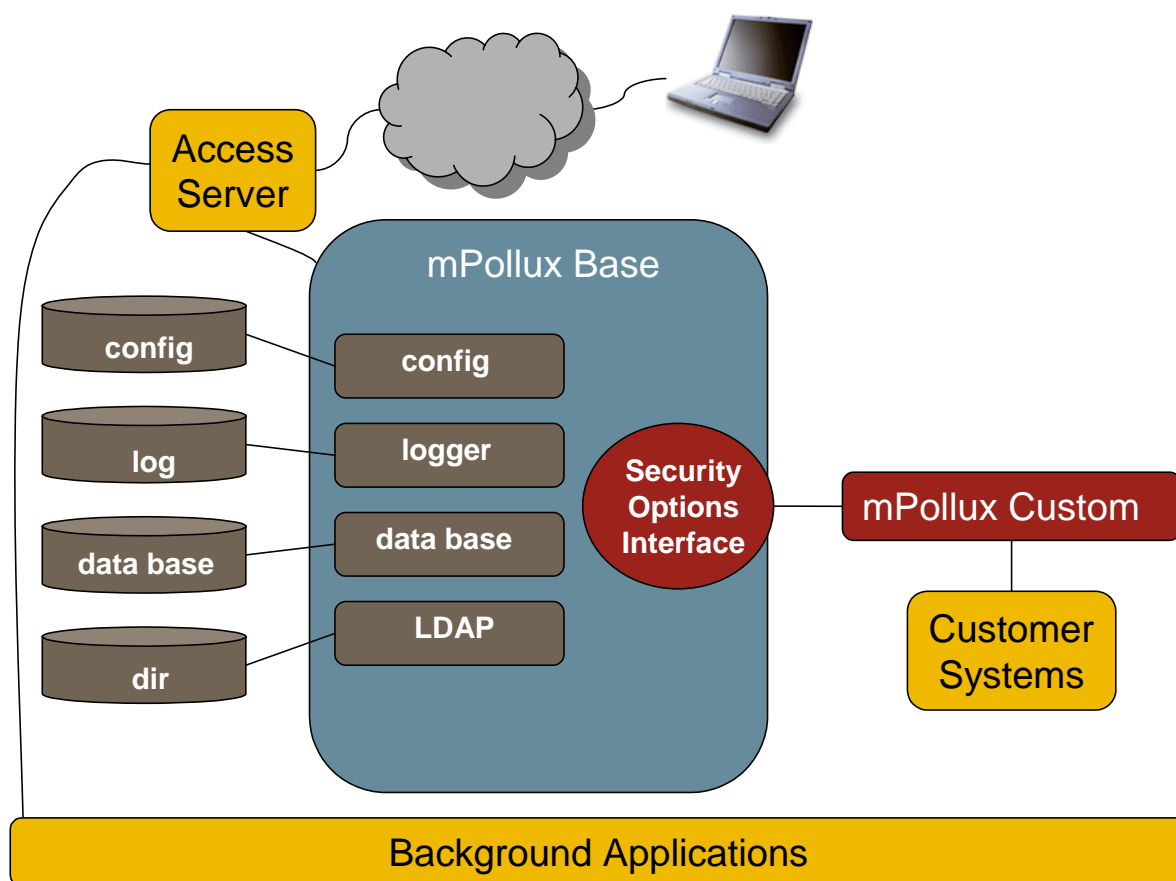 Access
Server
mPollux Base
config
config
log
logger
data base
data base
dir
LDAP
Security
Options
Interface
mPollux Custom
Customer
Systems
Background Applications